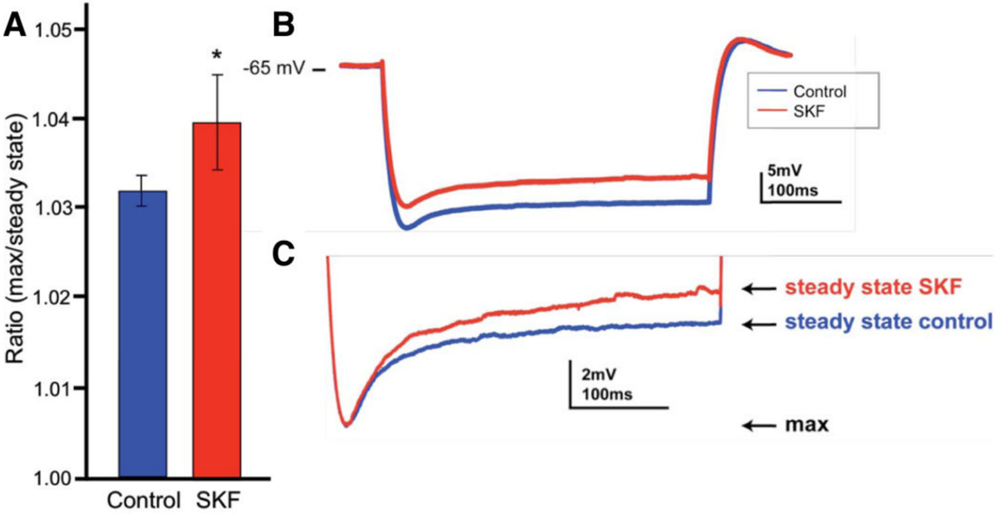 A
Ratio (max/steady state)
1.05
1.04
1.03
1.02
1.01
1.00
*
Control SKF
B
-65 mV
Control
SKF
5mV
100ms
C
steady state SKF
steady state control
2mV
100ms
max